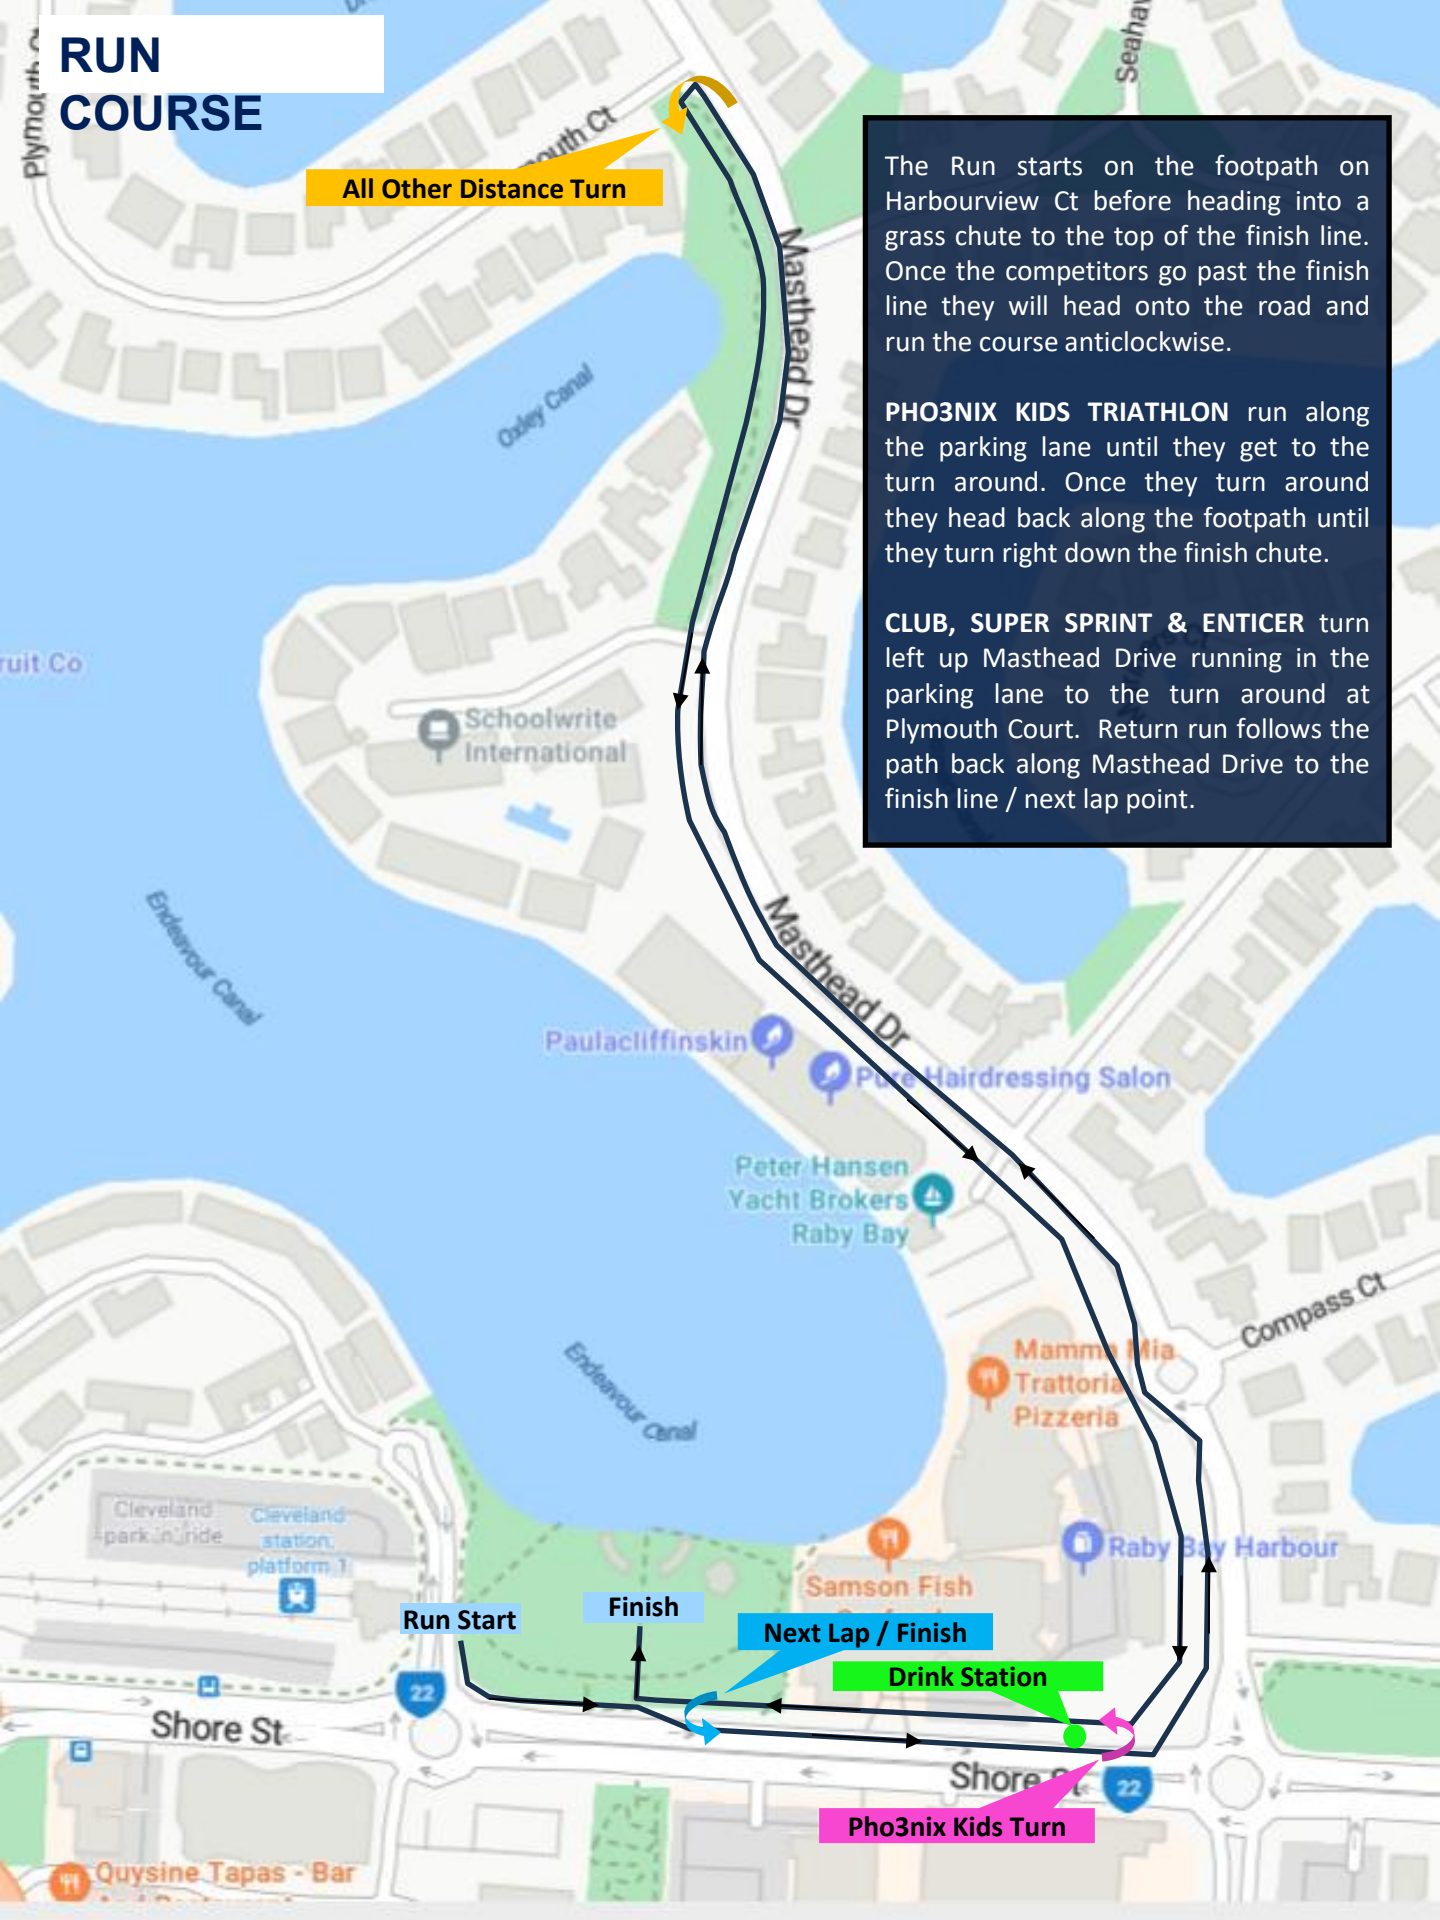 RUN
COURSE
Plymouth Ct
All Other Distance Turn
The Run starts on the footpath on
Harbourview Ct before heading into a
grass chute to the top of the finish line.
Once the competitors go past the finish
line they will head onto the road and
run the course anticlockwise.
PHO3NIX KIDS TRIATHLON run along
the parking lane until they get to the
turn around. Once they turn around
they head back along the footpath until
they turn right down the finish chute.
CLUB, SUPER SPRINT & ENTICER turn
left up Masthead Drive running in the
parking lane to the turn around at
Plymouth Court. Return run follows the
path back along Masthead Drive to the
finish line / next lap point.
Masthead Dr
Oxley Canal
ruit Co
Schoolwrite
International
Endeavour Canal
Masthead Dr
Paulacliffinskin
Pure Hairdressing Salon
Peter Hansen
Yacht Brokers
Raby Bay
Compass Ct
Mamma Mia
Trattoria
Pizzeria
Endeavour Canal
Cleveland
park 'n' ride
Cleveland
station,
platform 1
Raby Bay Harbour
Samson Fish
Run Start
Finish
Next Lap / Finish
Drink Station
22
Shore St
Shore St
22
Pho3nix Kids Turn
Quysine Tapas - Bar